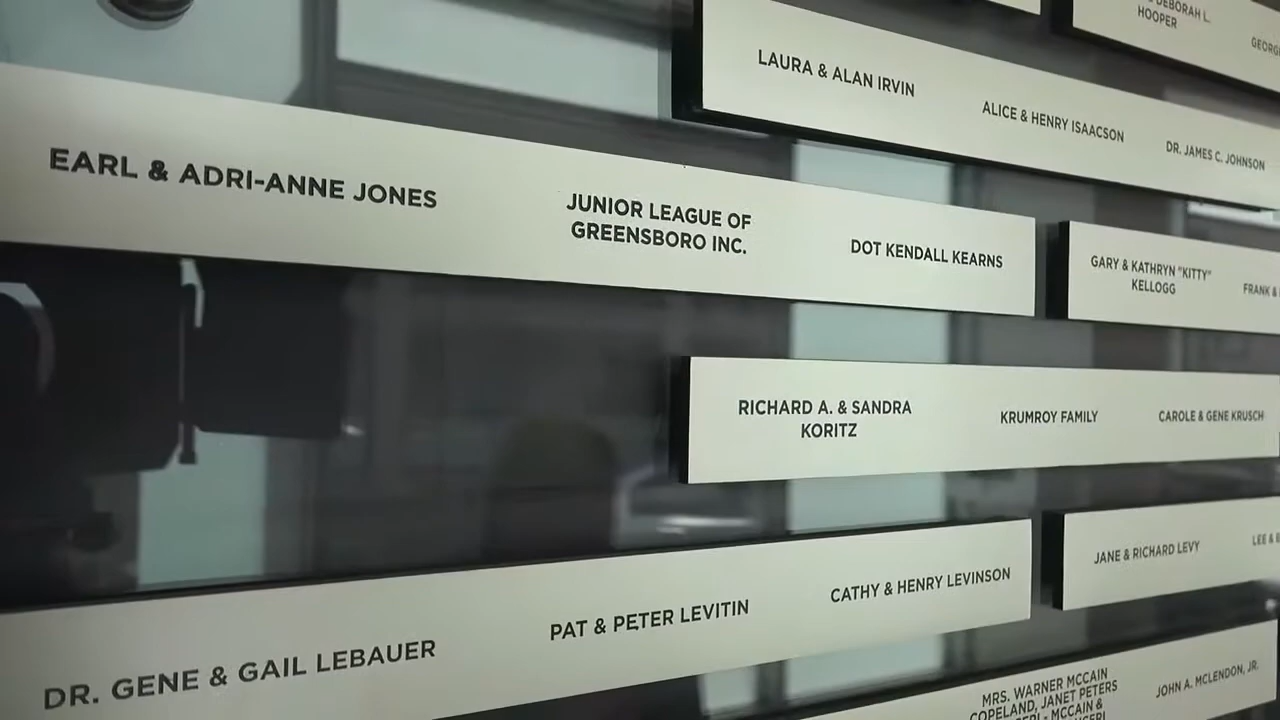 DEBORAH L.
HOOPER
LAURA & ALAN IRVIN
ALICE & HENRY ISAACSON
DR. JAMES C. JOHNSON
EARL & ADRI-ANNE JONES
JUNIOR LEAGUE OF
GREENSBORO INC.
DOT KENDALL KEARNS
GARY & KATHRYN "KITTY"
KELLOGG
FRANK &
RICHARD A. & SANDRA
KORITZ
KRUMROY FAMILY
CAROLE & GENE KRUSCH
DR. GENE & GAIL LEBAUER
PAT & PETER LEVITIN
CATHY & HENRY LEVINSON
JANE & RICHARD LEVY
LEE &
MRS. WARNER MCCAIN
COPELAND, JANET PETERS
MCCAIN &
JOHN A. MCLENDON, JR.